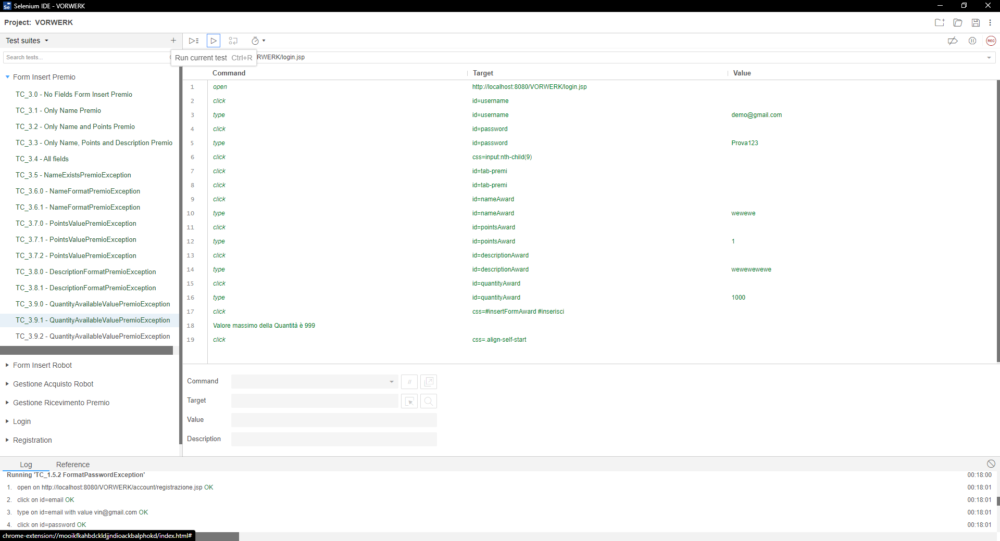 Selenium IDE - VORWERK
Project: VORWERK
Test suites
Search tests...
Run current test Ctrl+R
RWERK/login.jsp
REC
Command Target Value
Form Insert Premio
TC_3.0 - No Fields Form Insert Premio
TC_3.1 - Only Name Premio
TC_3.2 - Only Name and Points Premio
TC_3.3 - Only Name, Points and Description Premio
TC_3.4 - All fields
TC_3.5 - NameExistsPremioException
TC_3.6.0 - NameFormatPremioException
TC_3.6.1 - NameFormatPremioException
TC_3.7.0 - PointsValuePremioException
TC_3.7.1 - PointsValuePremioException
TC_3.7.2 - PointsValuePremioException
TC_3.8.0 - DescriptionFormatPremioException
TC_3.8.1 - DescriptionFormatPremioException
TC_3.9.0 - QuantityAvailableValuePremioException
TC_3.9.1 - QuantityAvailableValuePremioException
TC_3.9.2 - QuantityAvailableValuePremioException
Form Insert Robot
Gestione Acquisto Robot
Gestione Ricevimento Premio
Login
Registration
1 open http://localhost:8080/VORWERK/login.jsp
2 click id=username
3 type id=username demo@gmail.com
4 click id=password
5 type id=password Prova123
6 click css=input:nth-child(9)
7 click id=tab-premi
8 click id=tab-premi
9 click id=nameAward
10 type id=nameAward wewewe
11 click id=pointsAward
12 type id=pointsAward 1
13 click id=descriptionAward
14 type id=descriptionAward wewewewewe
15 click id=quantityAward
16 type id=quantityAward 1000
17 click css=#insertFormAward #inserisci
18 Valore massimo della Quantità è 999
19 click css=.align-self-start
Command //
Target
Value
Description
Log Reference
Running 'TC_1.5.2 FormatPasswordException' 00:18:00
1. open on http://localhost:8080/VORWERK/account/registrazione.jsp OK 00:18:01
2. click on id=email OK 00:18:01
3. type on id=email with value vin@gmail.com OK 00:18:01
4. click on id=password OK 00:18:01
chrome-extension://mooikfkahbdckldjjndioackbalphokd/index.html#